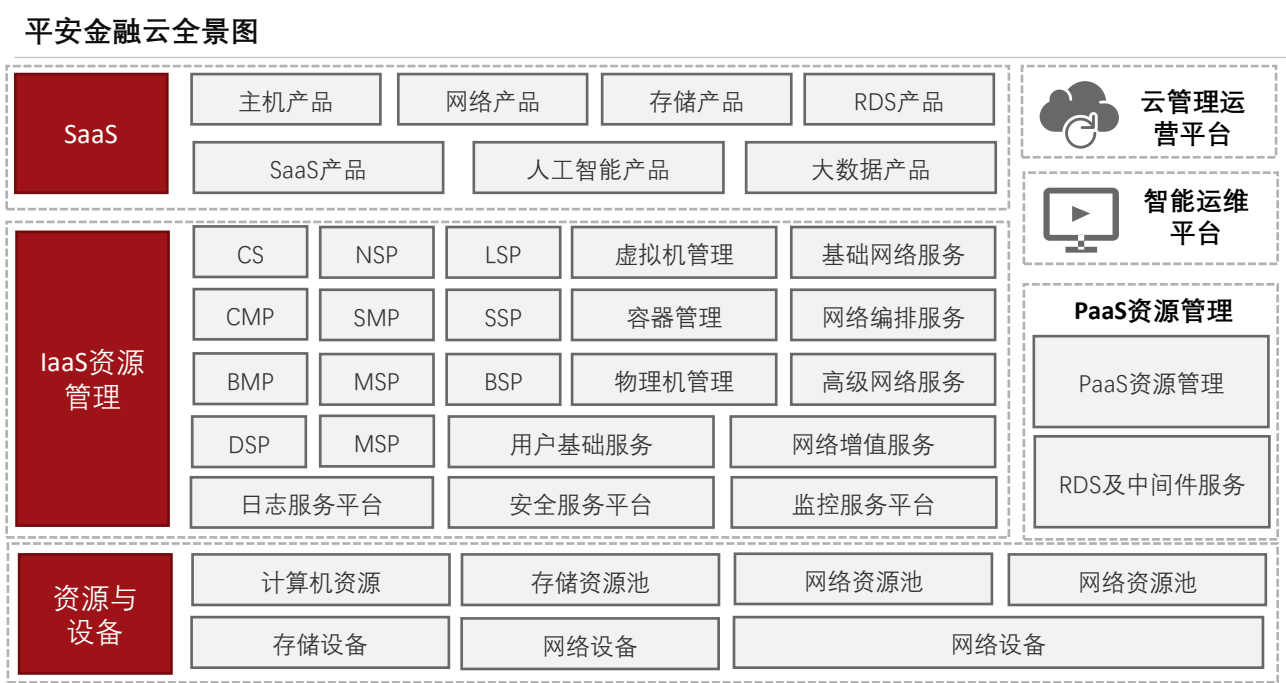 平安金融云全景图
SaaS
主机产品
网络产品
存储产品
RDS产品
SaaS产品
人工智能产品
大数据产品
云管理运
营平台
智能运维
平台
IaaS资源
管理
CS
NSP
LSP
虚拟机管理
基础网络服务
CMP
SMP
SSP
容器管理
网络编排服务
BMP
MSP
BSP
物理机管理
高级网络服务
DSP
MSP
用户基础服务
网络增值服务
日志服务平台
安全服务平台
监控服务平台
PaaS资源管理
PaaS资源管理
RDS及中间件服务
资源与
设备
计算机资源
存储资源池
网络资源池
网络资源池
存储设备
网络设备
网络设备